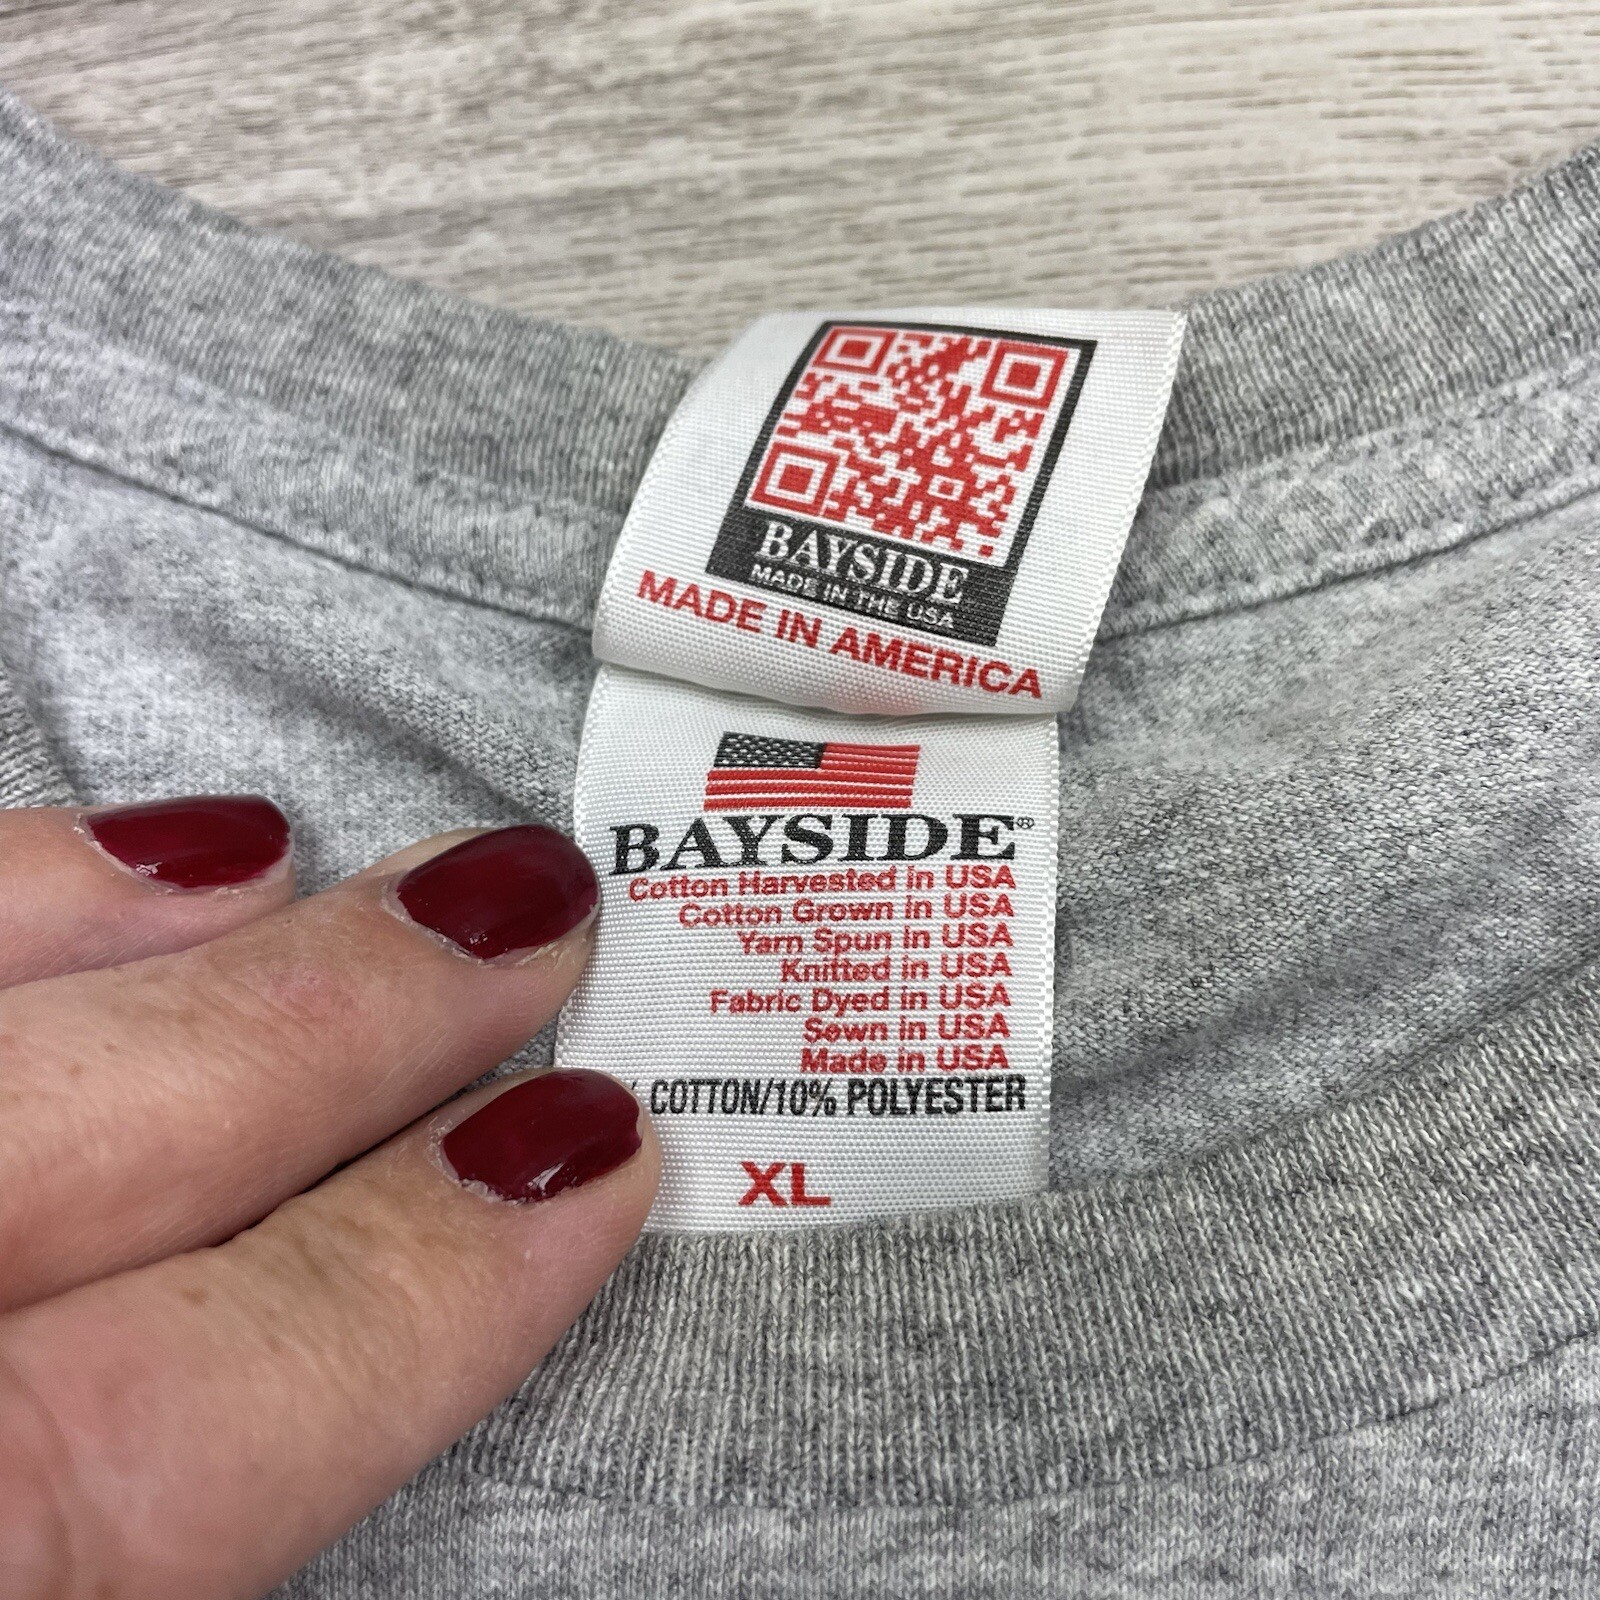 BAYSIDE
MADE IN THE USA
MADE IN AMERICA
BAYSIDE®
Cotton Harvested in USA
Cotton Grown in USA
Yarn Spun in USA
Knitted in USA
Fabric Dyed in USA
Sewn in USA
Made in USA
% COTTON/10% POLYESTER
XL